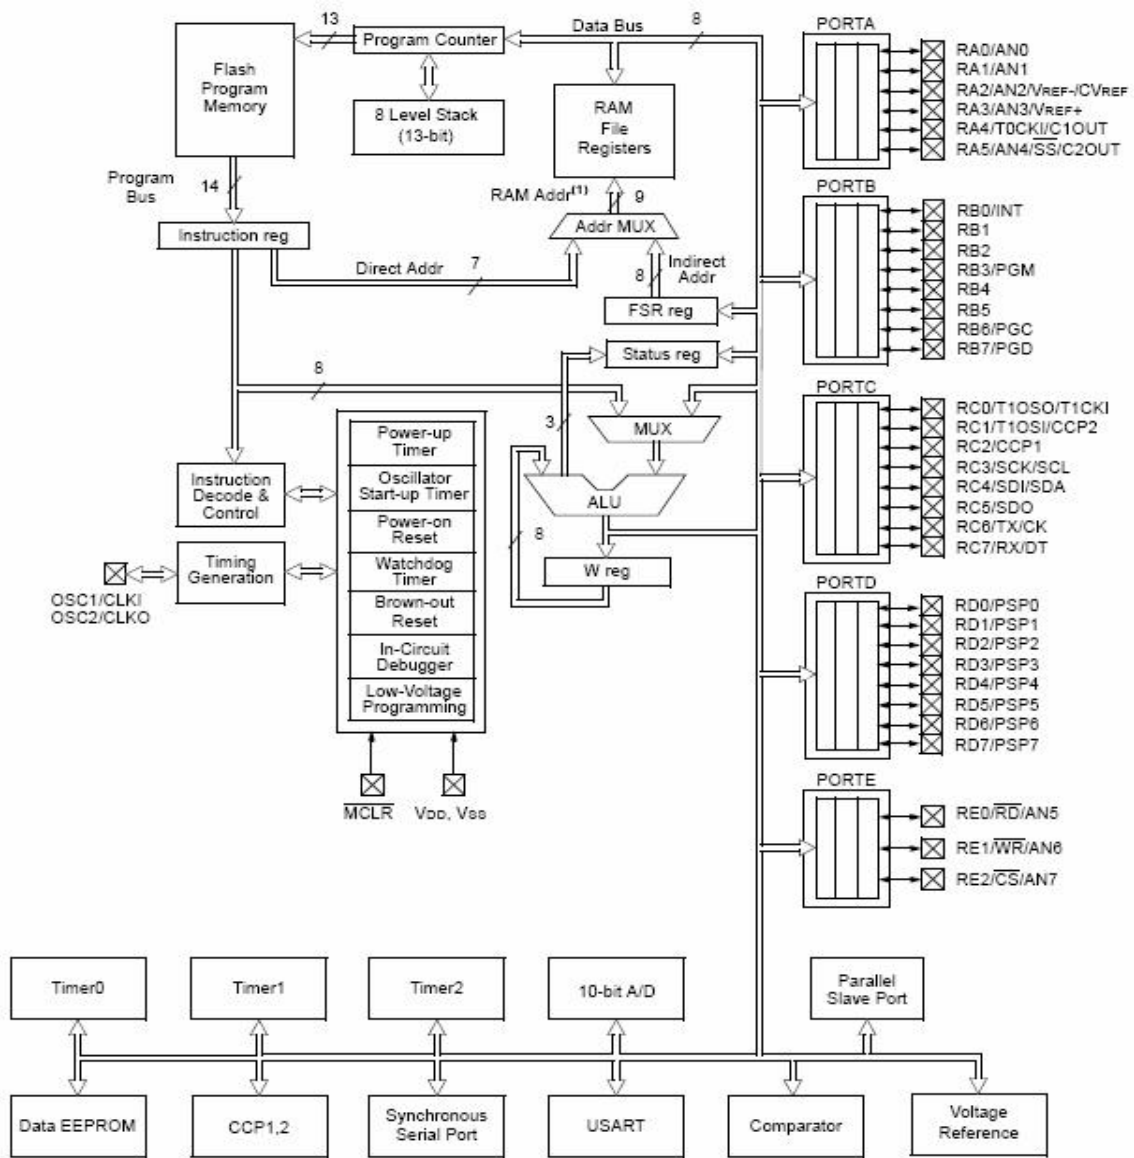 13
Data Bus
8
PORTA
Flash
Program
Memory
Program Counter
8 Level Stack
(13-bit)
RAM
File
Registers
RA0/AN0
RA1/AN1
RA2/AN2/VREF-/CVREF
RA3/AN3/VREF+
RA4/T0CKI/C1OUT
RA5/AN4/SS/C2OUT
Program
Bus
14
RAM Addr(1)
9
PORTB
Instruction reg
Addr MUX
Direct Addr
7
8
Indirect
Addr
FSR reg
RB0/INT
RB1
RB2
RB3/PGM
RB4
RB5
RB6/PGC
RB7/PGD
Status reg
8
3
MUX
PORTC
RC0/T1OSO/T1CKI
RC1/T1OSI/CCP2
RC2/CCP1
RC3/SCK/SCL
RC4/SDI/SDA
RC5/SDO
RC6/TX/CK
RC7/RX/DT
Instruction
Decode &
Control
Power-up
Timer
Oscillator
Start-up Timer
Power-on
Reset
Watchdog
Timer
Brown-out
Reset
In-Circuit
Debugger
Low-Voltage
Programming
ALU
8
W reg
Timing
Generation
OSC1/CLKI
OSC2/CLKO
PORTD
RD0/PSP0
RD1/PSP1
RD2/PSP2
RD3/PSP3
RD4/PSP4
RD5/PSP5
RD6/PSP6
RD7/PSP7
MCLR
VDD, VSS
PORTE
RE0/RD/AN5
RE1/WR/AN6
RE2/CS/AN7
Timer0
Timer1
Timer2
10-bit A/D
Parallel
Slave Port
Data EEPROM
CCP1,2
Synchronous
Serial Port
USART
Comparator
Voltage
Reference